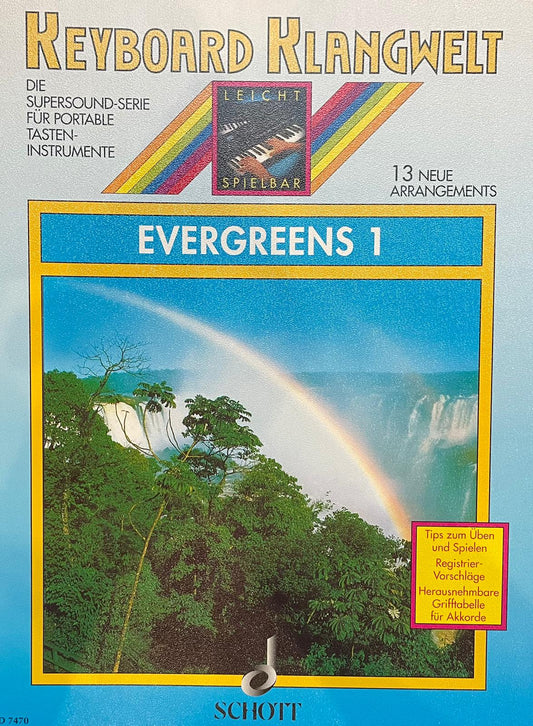 KEYBOARD KLANGWELT
DIE
SUPERSOUND-SERIE
FÜR PORTABLE
TASTEN-
INSTRUMENTE
LEICHT
SPIELBAR
13 NEUE
ARRANGEMENTS
EVERGREENS 1
Tips zum Üben
und Spielen
Registrier-
Vorschläge
Herausnehmbare
Grifftabelle
für Akkorde
SCHOTT
D 7470